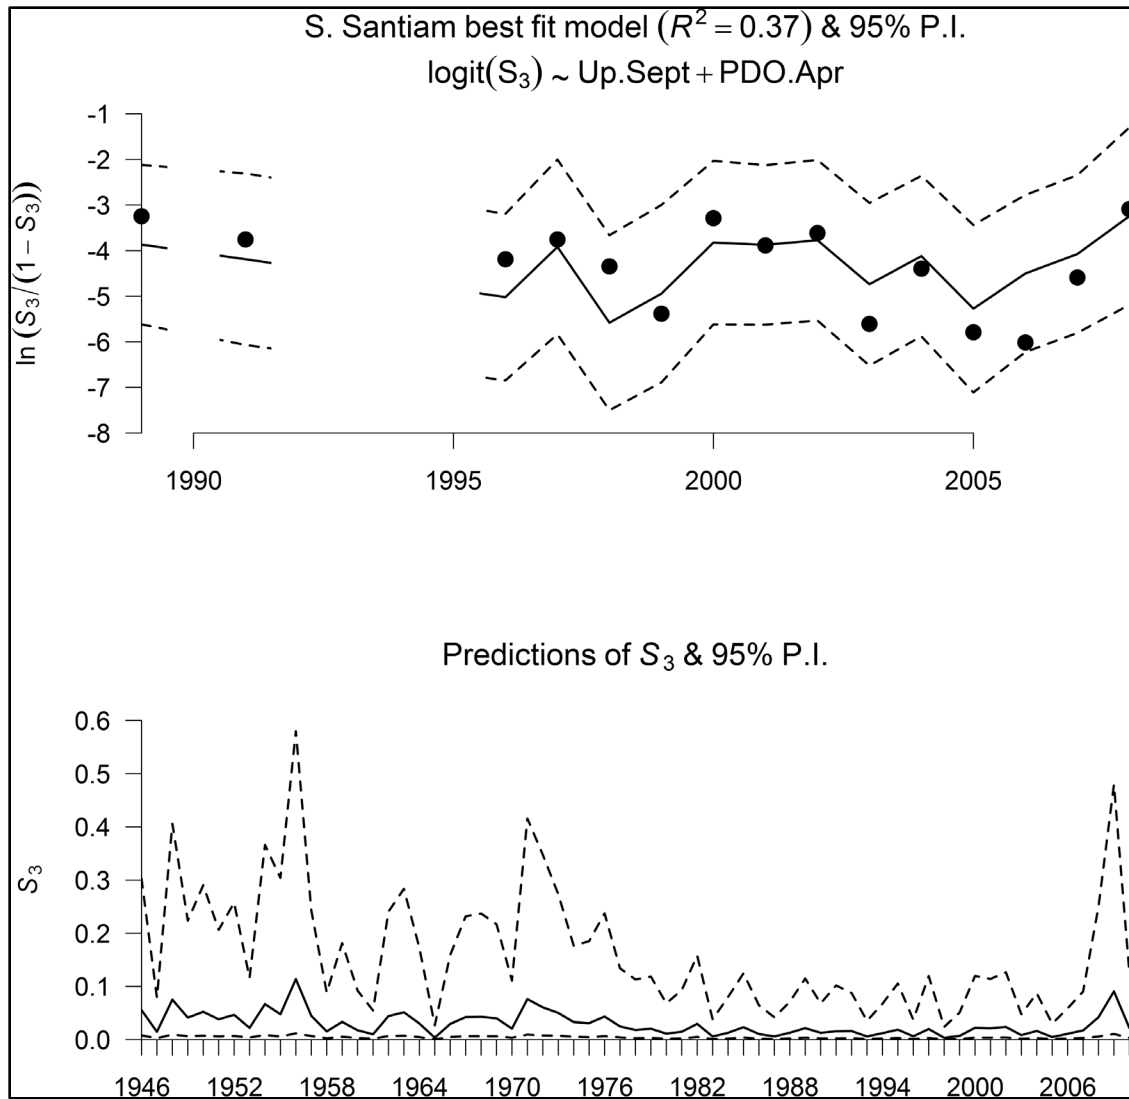 S. Santiam best fit model (R² = 0.37) & 95% P.I.
logit(S₃) ~ Up.Sept + PDO.Apr
ln (S₃/(1 − S₃))
-1
-2
-3
-4
-5
-6
-7
-8
1990 1995 2000 2005
Predictions of S₃ & 95% P.I.
S₃
0.6
0.5
0.4
0.3
0.2
0.1
0.0
1946 1952 1958 1964 1970 1976 1982 1988 1994 2000 2006